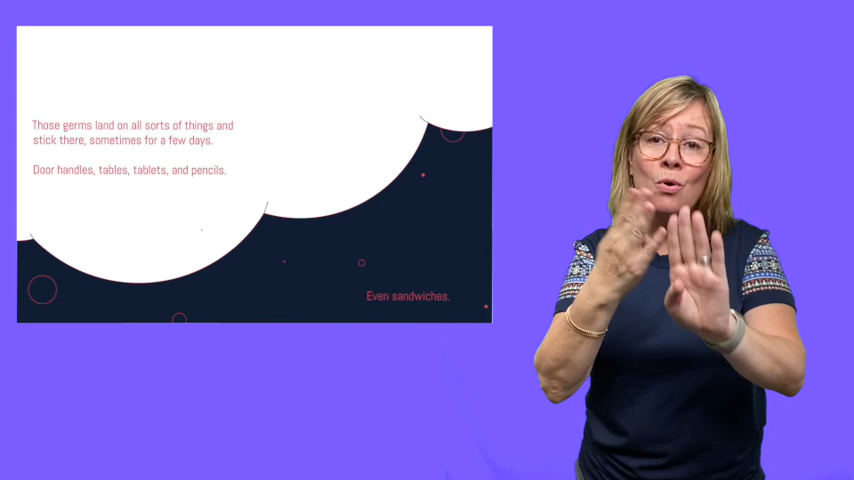 Those germs land on all sorts of things and
stick there, sometimes for a few days.
Door handles, tables, tablets, and pencils.
Even sandwiches.